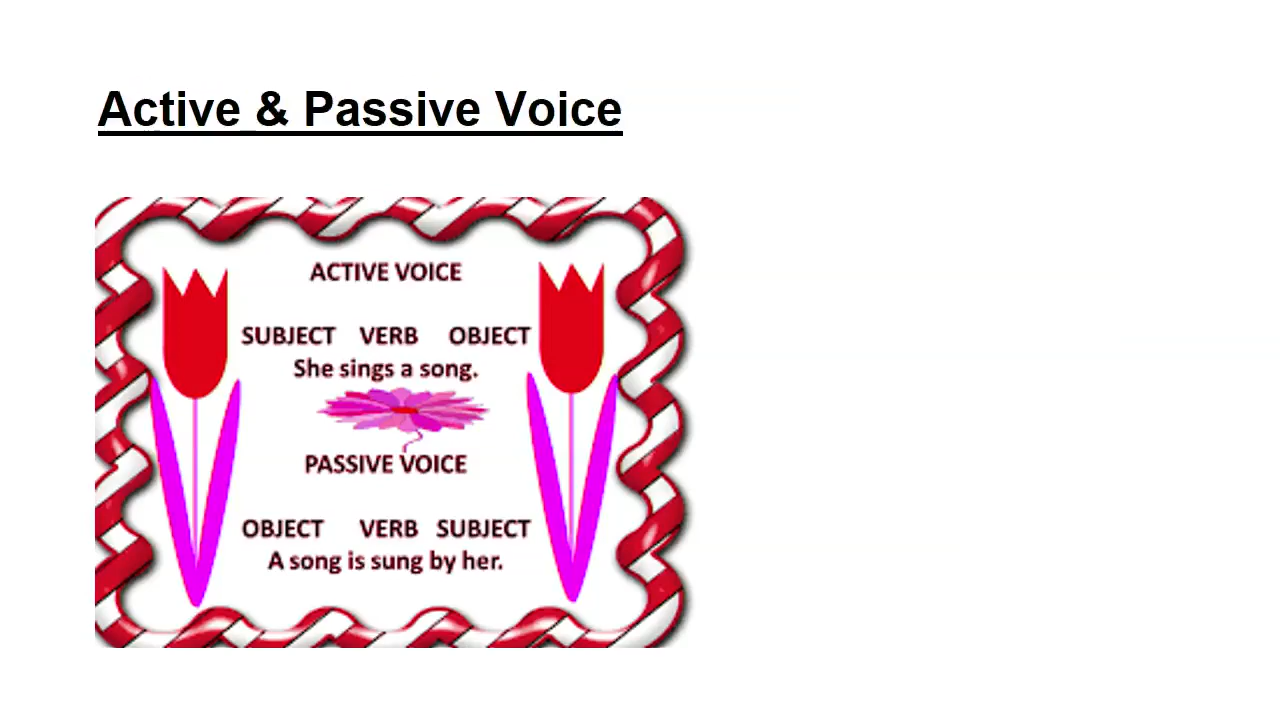 Active & Passive Voice
ACTIVE VOICE
SUBJECT VERB OBJECT
She sings a song.
PASSIVE VOICE
OBJECT VERB SUBJECT
A song is sung by her.